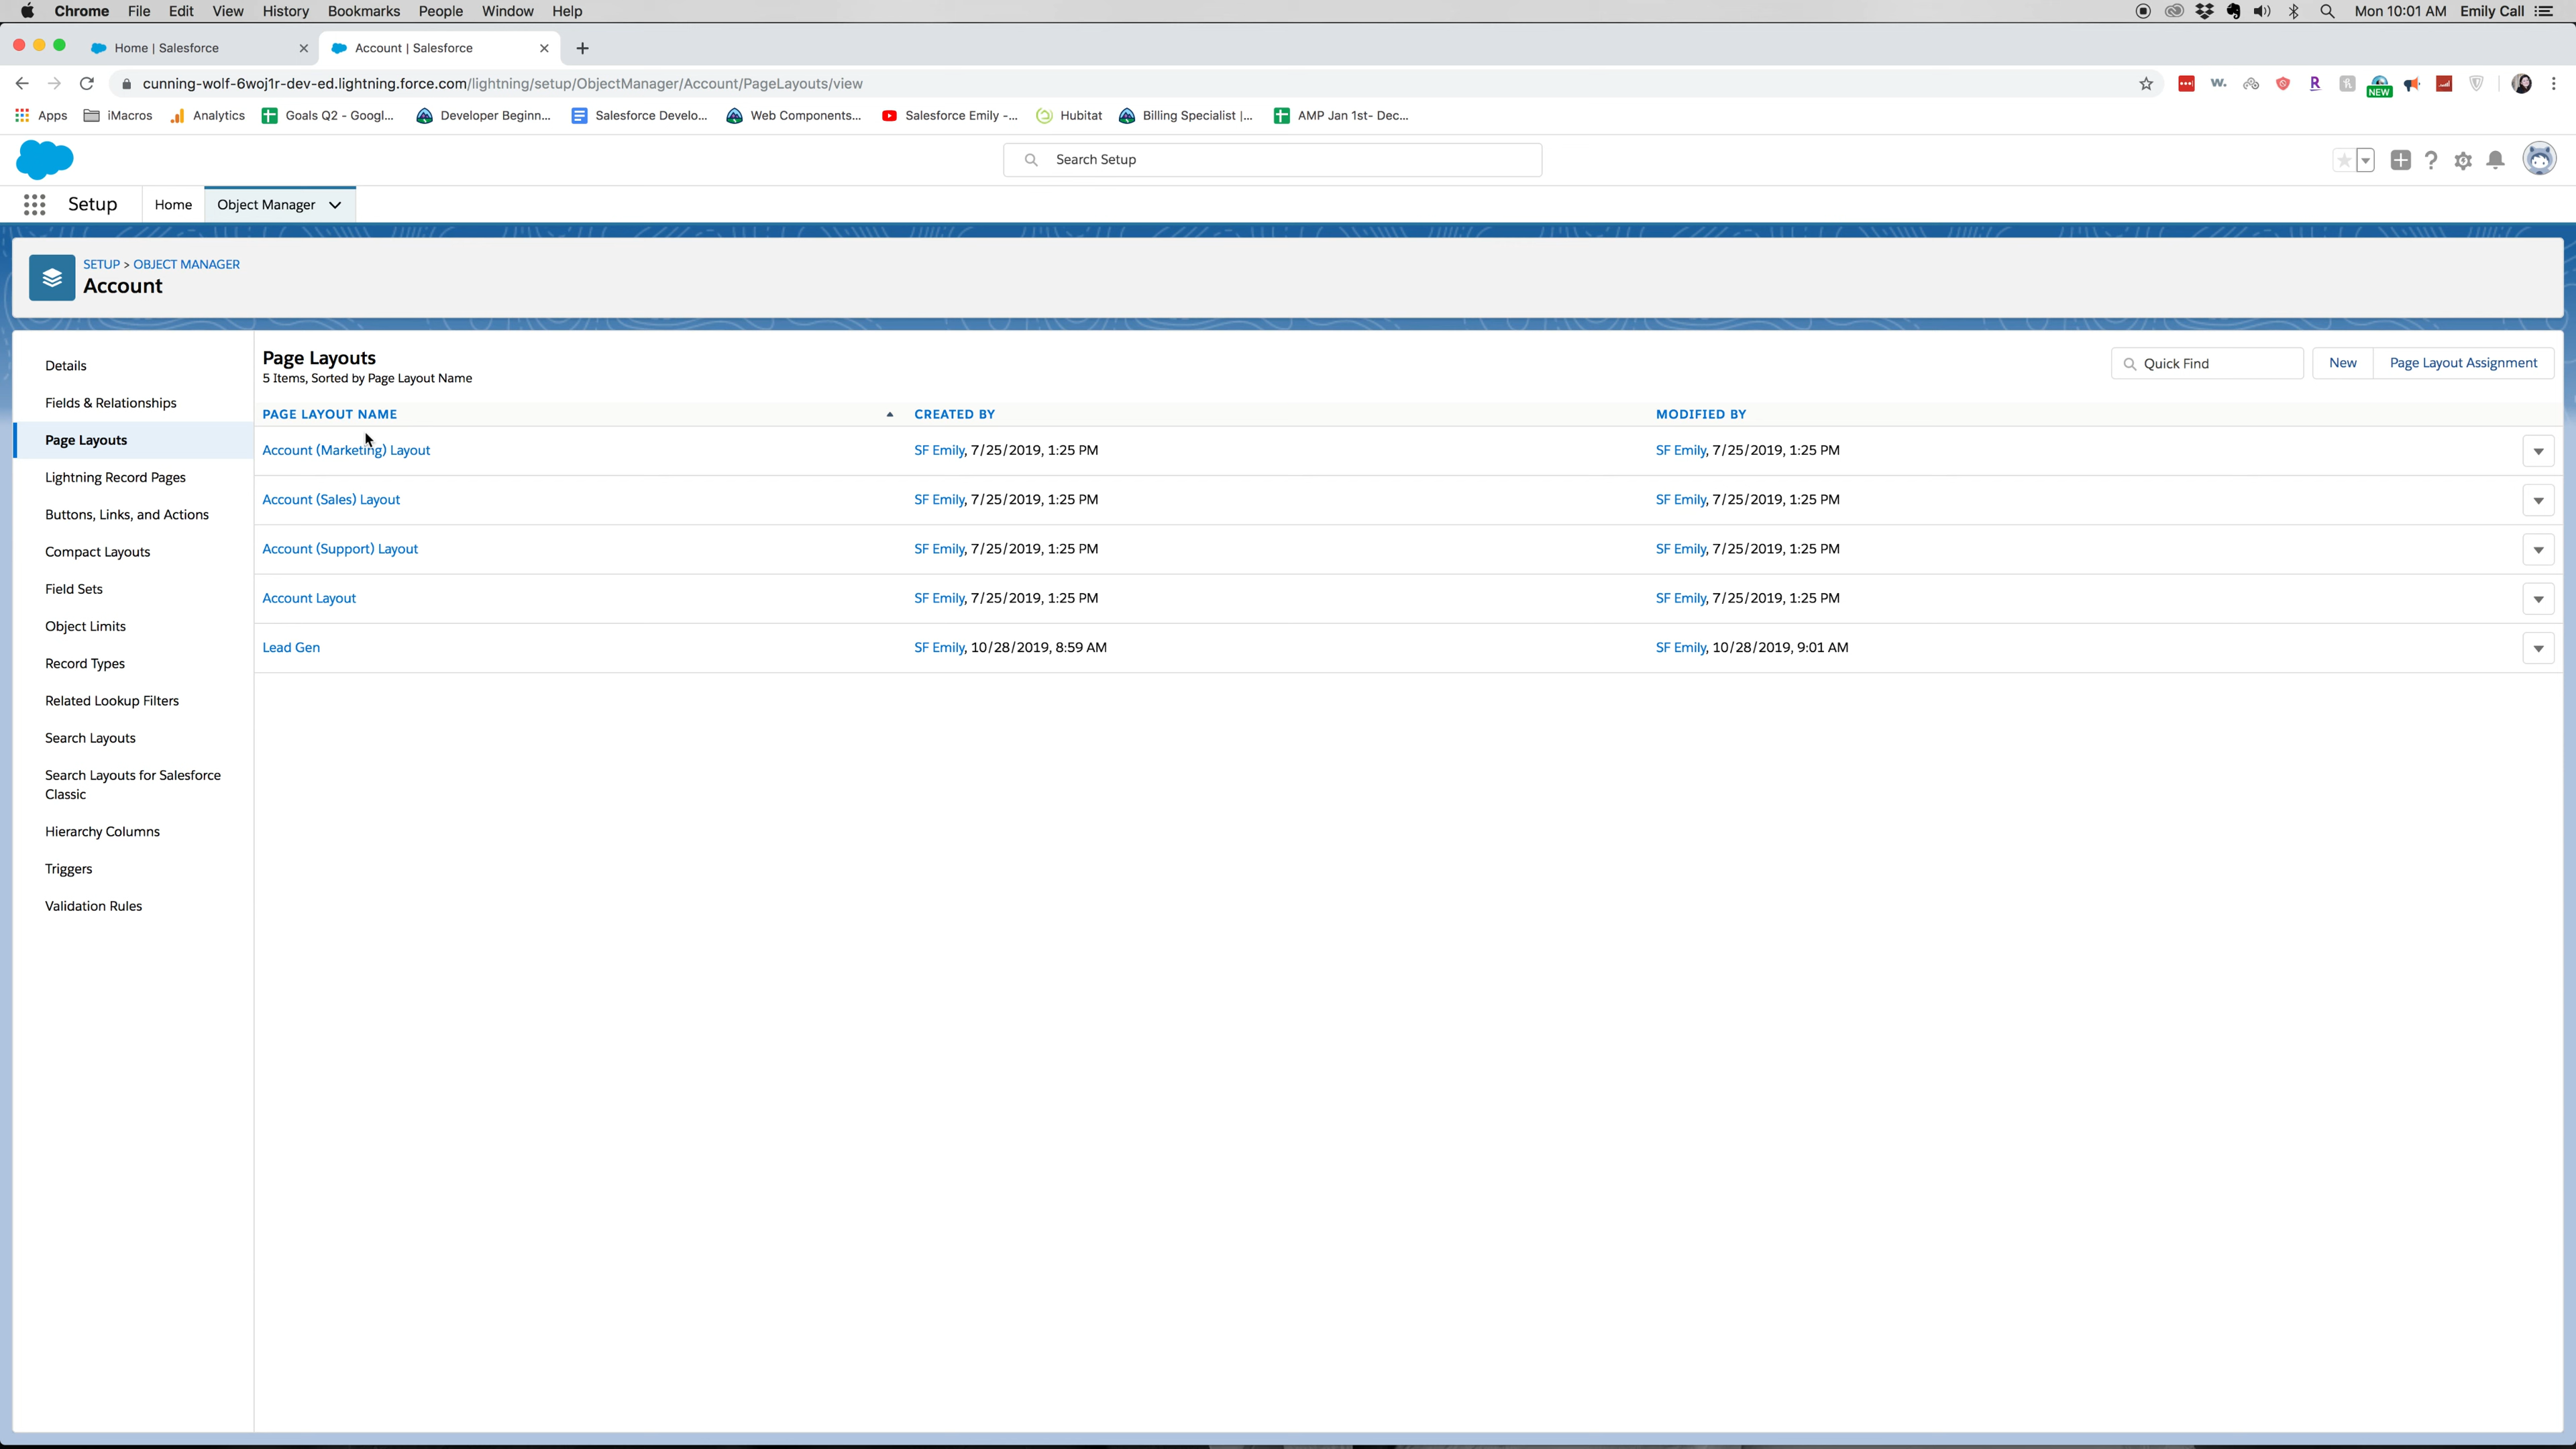 Chrome File Edit View History Bookmarks People Window Help Mon 10:01 AM Emily Call
Home | Salesforce Account | Salesforce
cunning-wolf-6woj1r-dev-ed.lightning.force.com/lightning/setup/ObjectManager/Account/PageLayouts/view
NEW
Apps iMacros Analytics Goals Q2 - Googl... Developer Beginn... Salesforce Develo... Web Components... Salesforce Emily -... Hubitat Billing Specialist |... AMP Jan 1st- Dec...
Search Setup
Setup Home Object Manager
SETUP > OBJECT MANAGER
Account
Details
Fields & Relationships
Page Layouts
Lightning Record Pages
Buttons, Links, and Actions
Compact Layouts
Field Sets
Object Limits
Record Types
Related Lookup Filters
Search Layouts
Search Layouts for Salesforce
Classic
Hierarchy Columns
Triggers
Validation Rules
Page Layouts
5 Items, Sorted by Page Layout Name
Quick Find New Page Layout Assignment
PAGE LAYOUT NAME CREATED BY MODIFIED BY
Account (Marketing) Layout SF Emily, 7/25/2019, 1:25 PM SF Emily, 7/25/2019, 1:25 PM
Account (Sales) Layout SF Emily, 7/25/2019, 1:25 PM SF Emily, 7/25/2019, 1:25 PM
Account (Support) Layout SF Emily, 7/25/2019, 1:25 PM SF Emily, 7/25/2019, 1:25 PM
Account Layout SF Emily, 7/25/2019, 1:25 PM SF Emily, 7/25/2019, 1:25 PM
Lead Gen SF Emily, 10/28/2019, 8:59 AM SF Emily, 10/28/2019, 9:01 AM